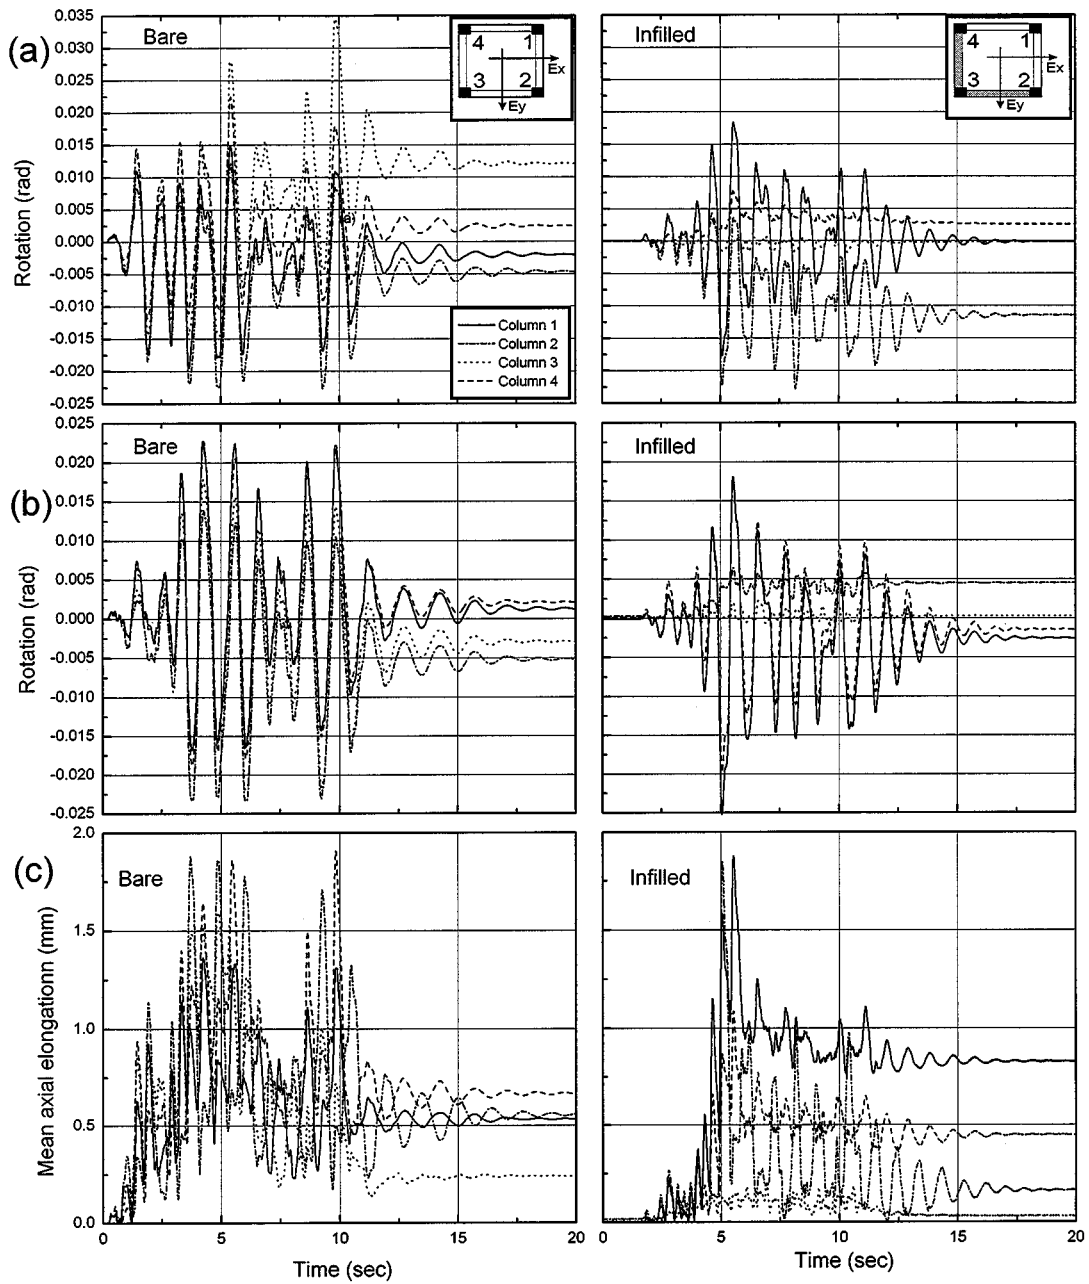 (a)
Bare
4 1
3 2
Ex
Ey
Infilled
4 1
3 2
Ex
Ey
Rotation (rad)
0.035
0.030
0.025
0.020
0.015
0.010
0.005
0.000
-0.005
-0.010
-0.015
-0.020
-0.025
Column 1
Column 2
Column 3
Column 4
(b)
Bare
Infilled
Rotation (rad)
0.025
0.020
0.015
0.010
0.005
0.000
-0.005
-0.010
-0.015
-0.020
-0.025
(c)
Bare
Infilled
Mean axial elongationn (mm)
2.0
1.5
1.0
0.5
0.0
0 5 10 15 20
0 5 10 15 20
Time (sec)
Time (sec)